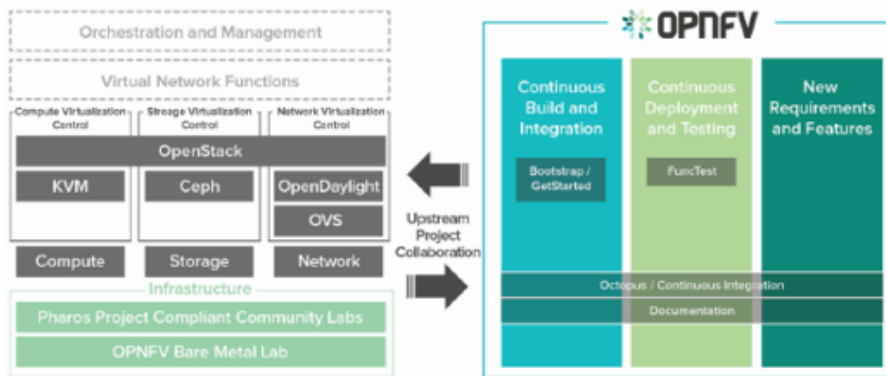 Orchestration and Management
Virtual Network Functions
Compute Virtualization
Control
Streage Virtualization
Control
Network Virtualization
Control
OpenStack
KVM
Ceph
OpenDaylight
OVS
Compute
Storage
Network
Infrastructure
Pharos Project Compliant Community Labs
OPNFV Bare Metal Lab
Upstream
Project
Collaboration
OPNFV
Continuous
Build and
Integration
Bootstrap /
GetStarted
Continuous
Deployment
and Testing
FuncTest
New
Requirements
and Features
Octopus / Continuous Integration
Documentation